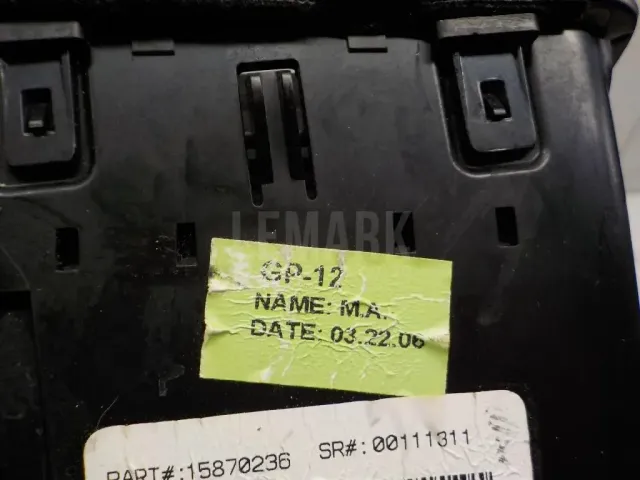 LEMARK
GP-12
NAME: M.A.
DATE: 03.22.06
PART#:15870236 SR#: 00111311